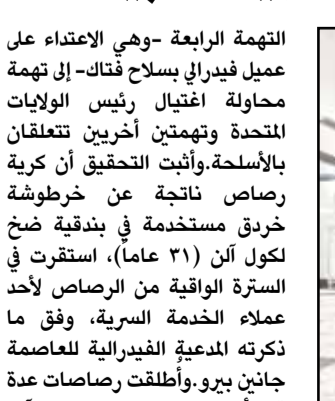 التهمة الرابعة -وهي الاعتداء على
عميل فيدرالي بسلاح فتاك- إلى تهمة
محاولة اغتيال رئيس الولايات
المتحدة وتهمتين أخريين تتعلقان
بالأسلحة.وأثبت التحقيق أن كرية
رصاص ناتجة عن خرطوشة
خردق مستخدمة في بندقية ضخ
لكول آلن (٣١ عاماً)، استقرت في
السترة الواقية من الرصاص لأحد
عملاء الخدمة السرية، وفق ما
ذكرته المدعية الفيدرالية للعاصمة
جانين بيرو.وأُطلقت رصاصات عدة